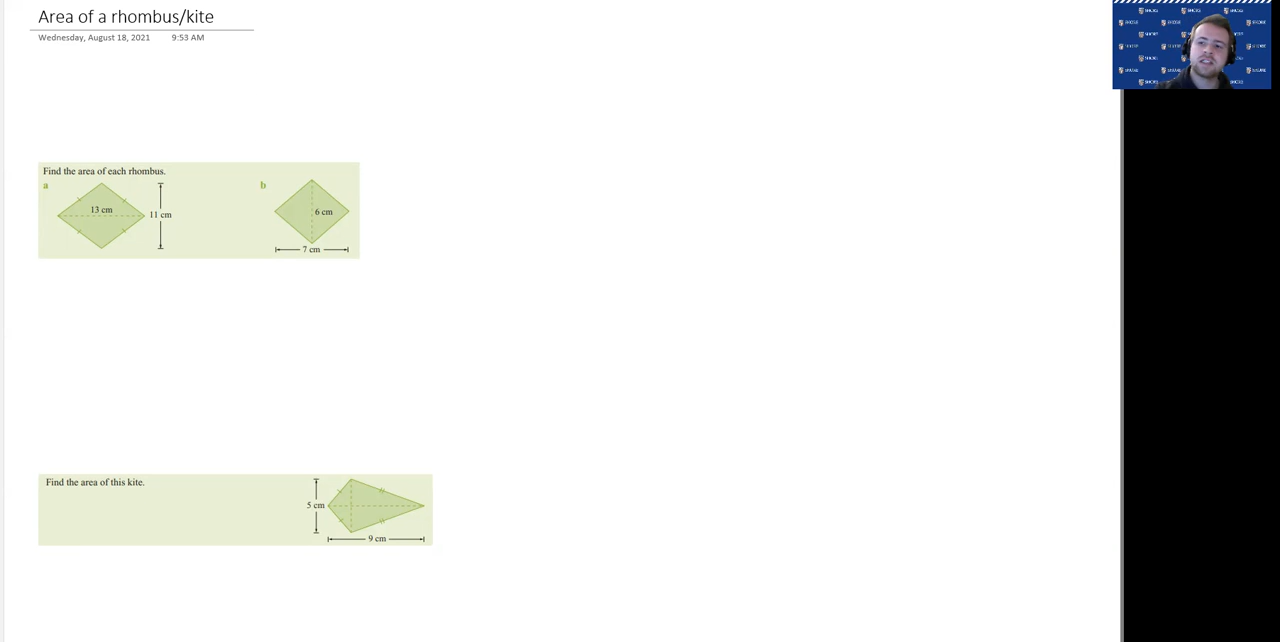 Area of a rhombus/kite
Wednesday, August 18, 2021 9:53 AM
Find the area of each rhombus.
a
13 cm
11 cm
b
6 cm
7 cm
Find the area of this kite.
5 cm
9 cm